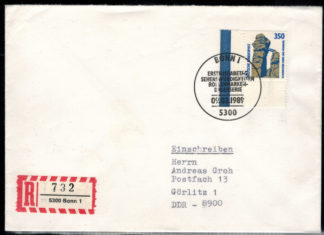 350
BONN 1
ERSTAUSGABETAG
SEHENSWÜRDIGKEITEN
5300
Einschreiben
Herrn
Andreas Groh
Postfach 13
Görlitz 1
DDR - 8900
R
732
5300 Bonn 1